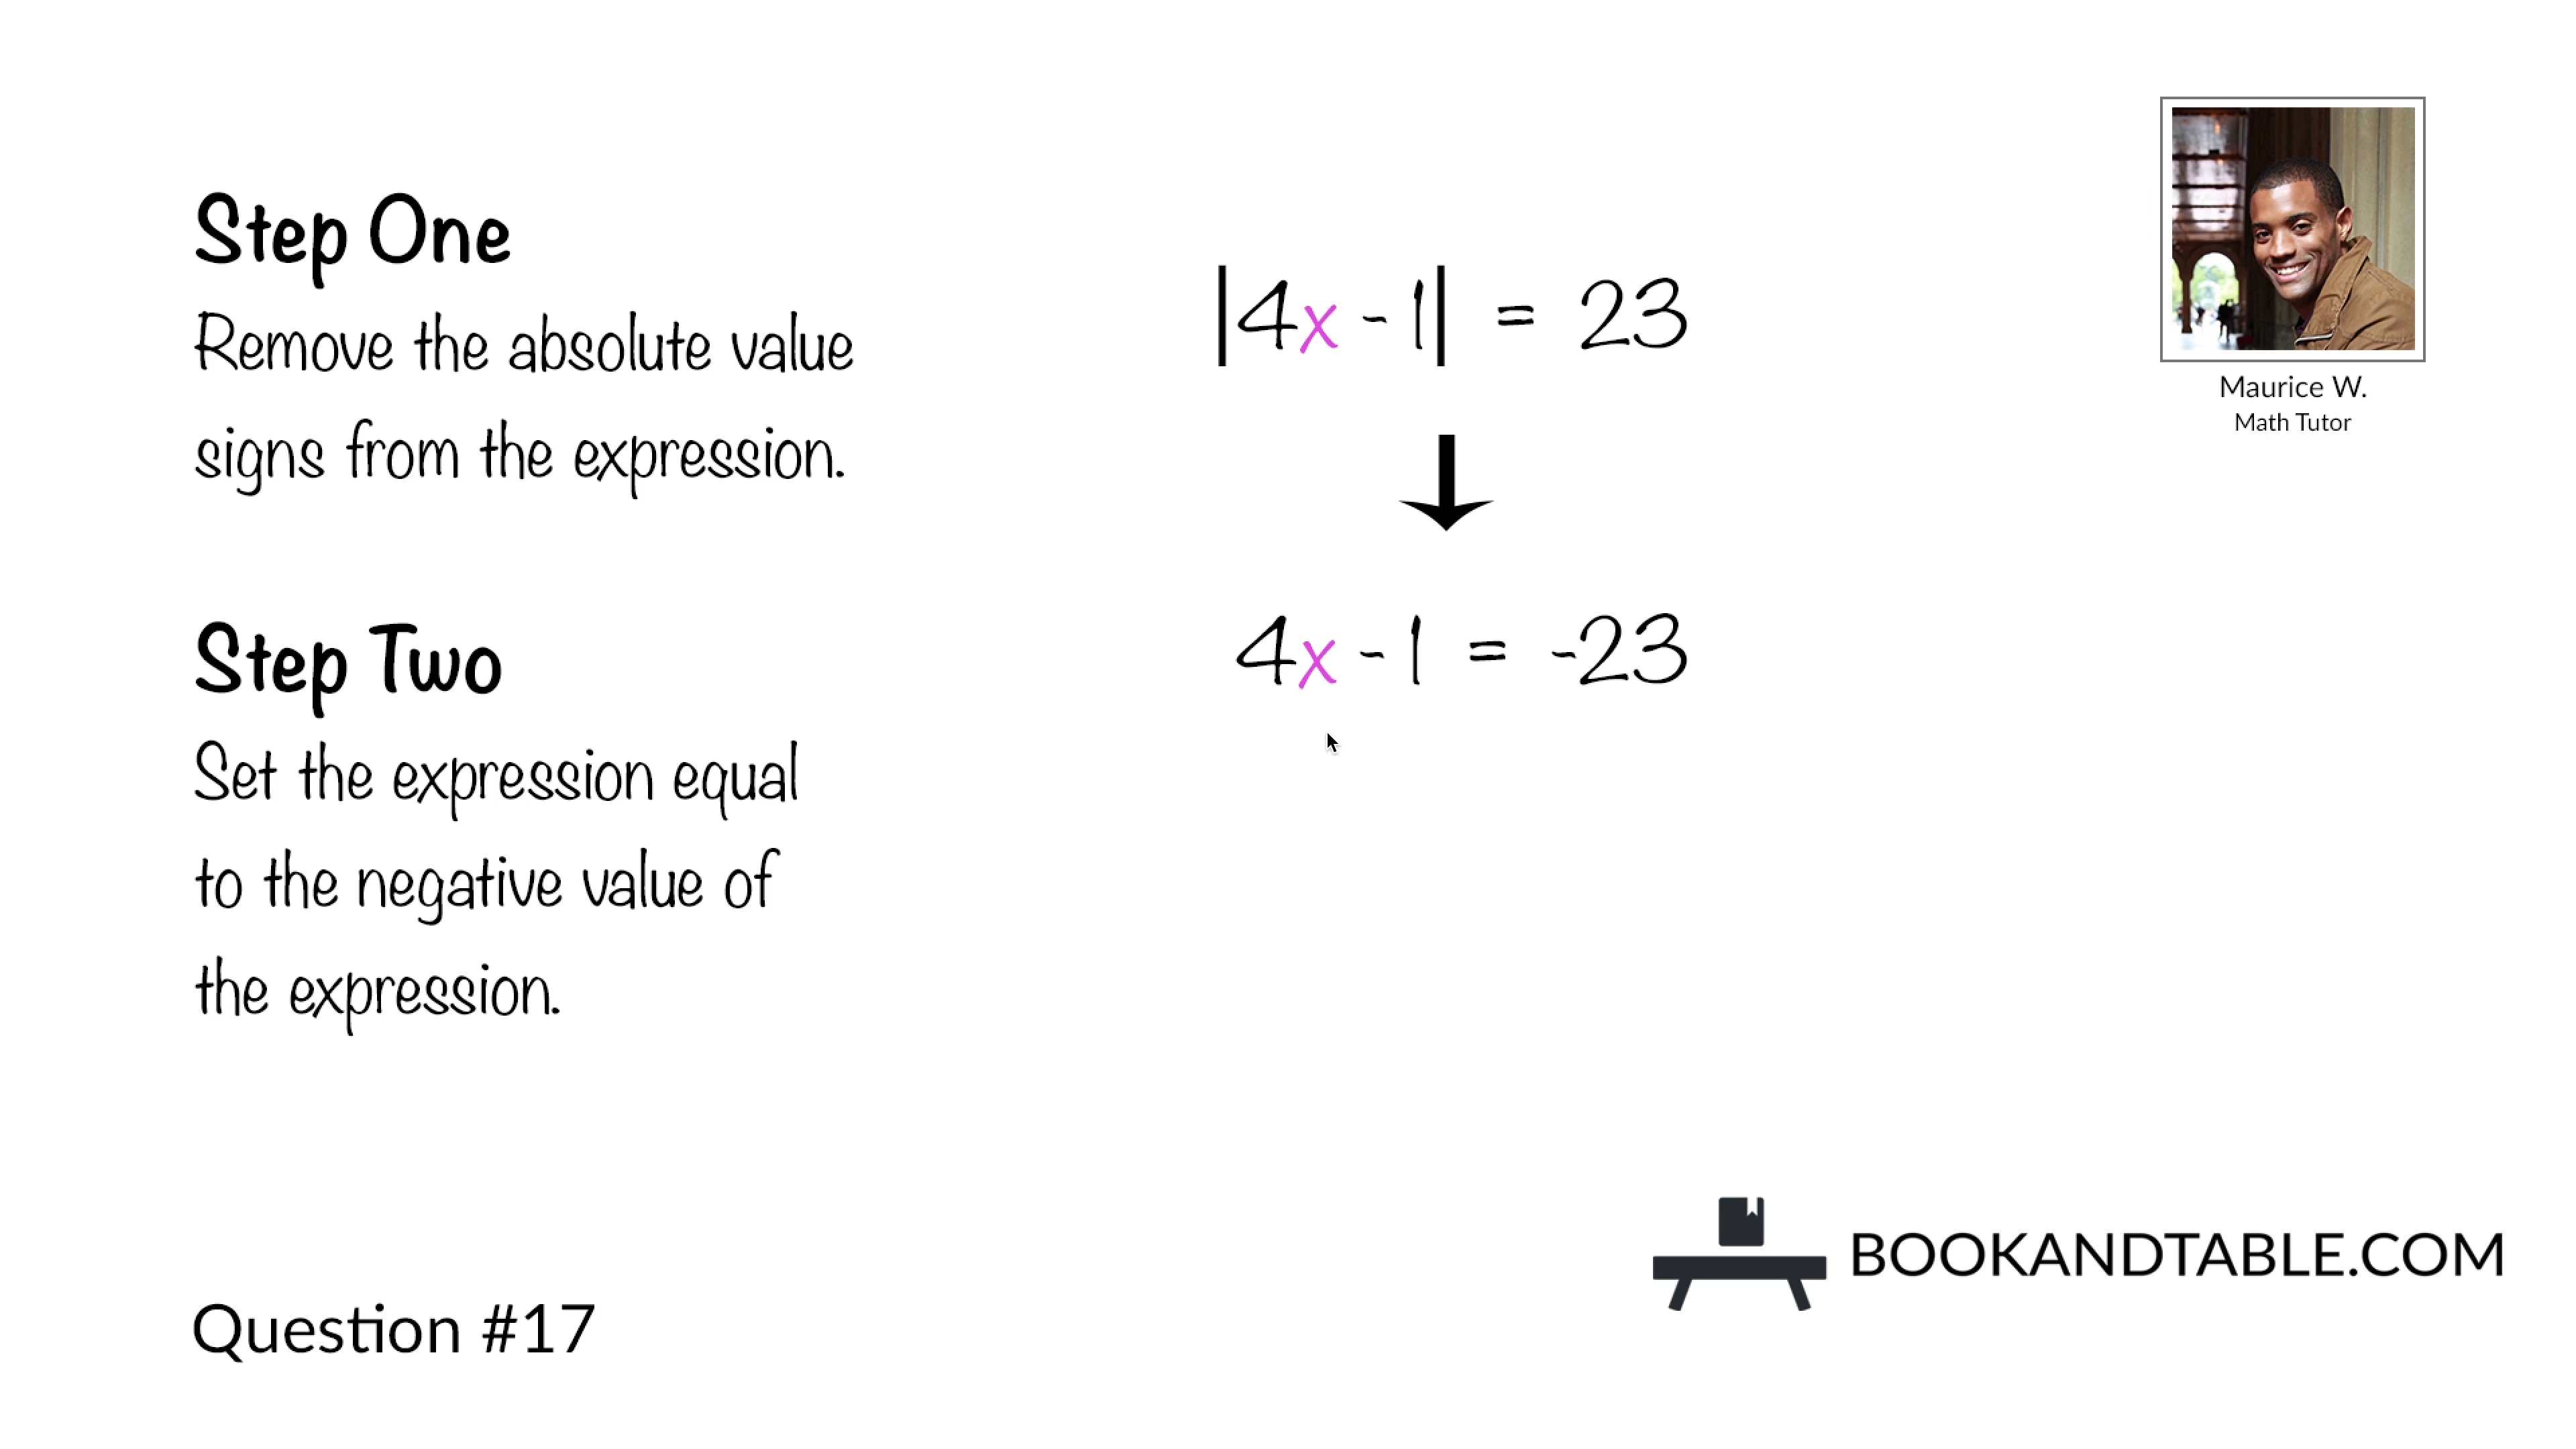 Step One
Remove the absolute value
signs from the expression.
|4x - 1| = 23
Maurice W.
Math Tutor
Step Two
Set the expression equal
to the negative value of
the expression.
4x - 1 = -23
BOOKANDTABLE.COM
Question #17